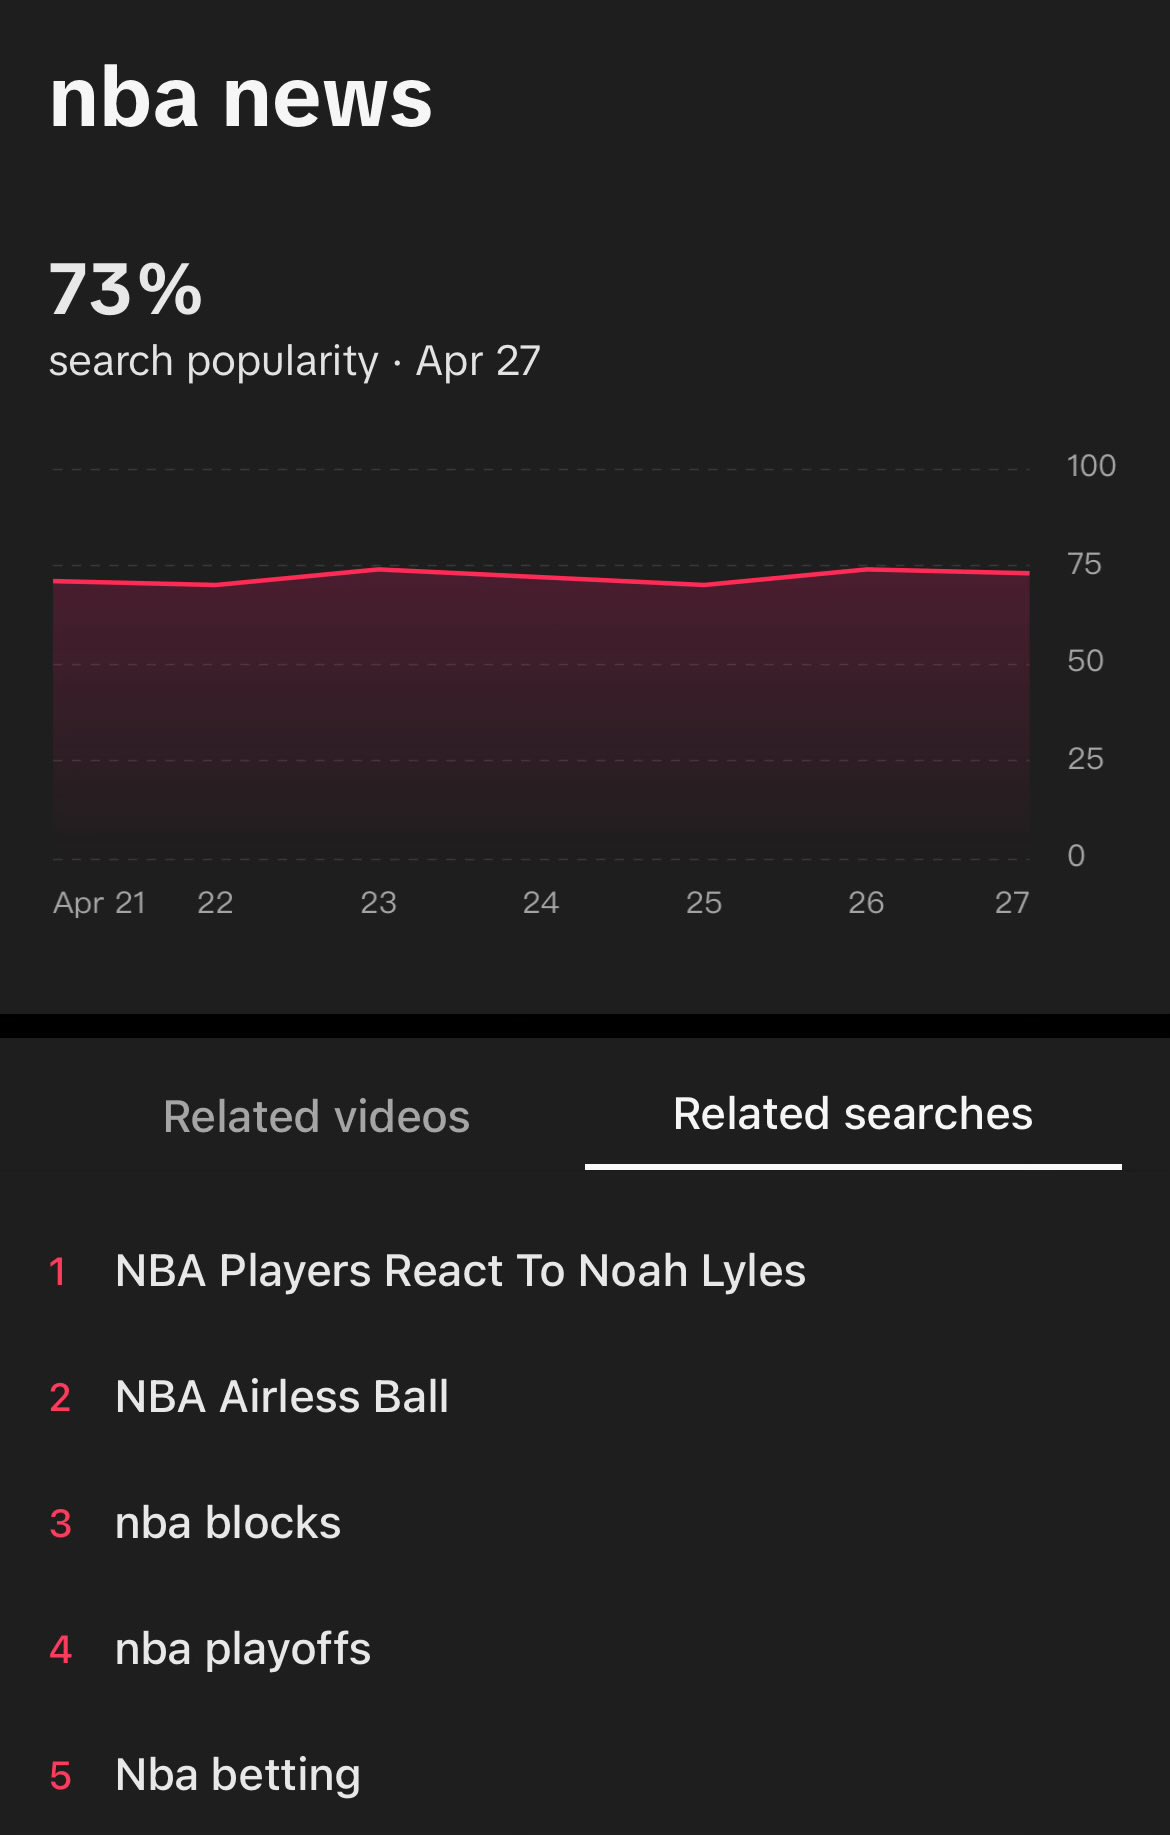 nba news
73%
search popularity · Apr 27
100
75
50
25
0
Apr 21 22 23 24 25 26 27
Related videos Related searches
1 NBA Players React To Noah Lyles
2 NBA Airless Ball
3 nba blocks
4 nba playoffs
5 Nba betting